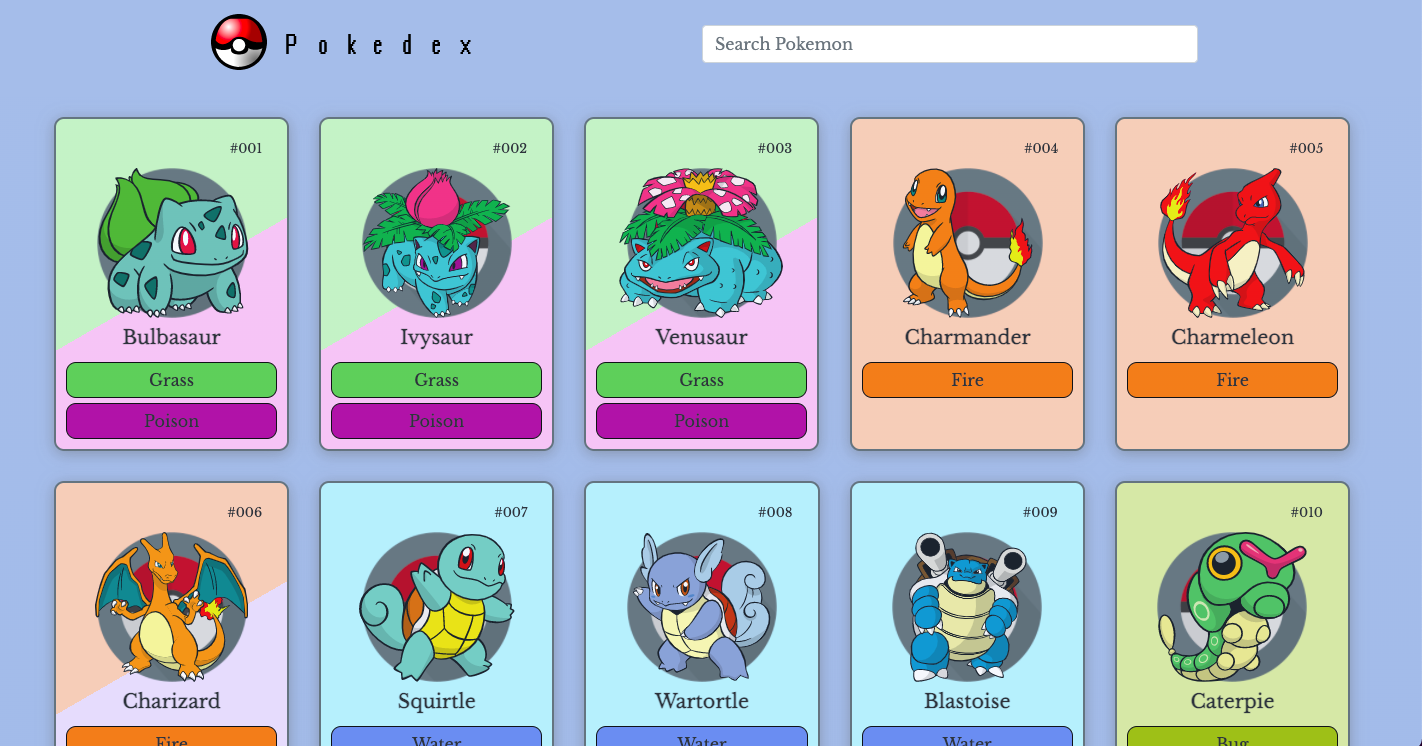 Pokedex
Search Pokemon
#001
Bulbasaur
Grass
Poison
#002
Ivysaur
Grass
Poison
#003
Venusaur
Grass
Poison
#004
Charmander
Fire
#005
Charmeleon
Fire
#006
Charizard
Fire
#007
Squirtle
Water
#008
Wartortle
Water
#009
Blastoise
Water
#010
Caterpie
Bug